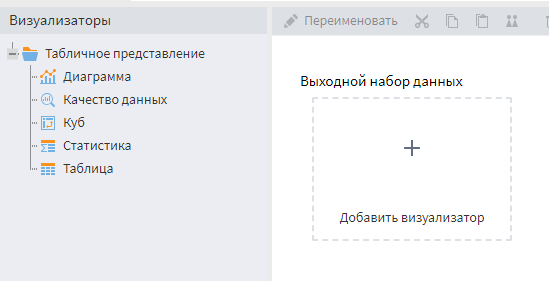 Визуализаторы
Переименовать
Табличное представление
Диаграмма
Качество данных
Куб
Статистика
Таблица
Выходной набор данных
Добавить визуализатор